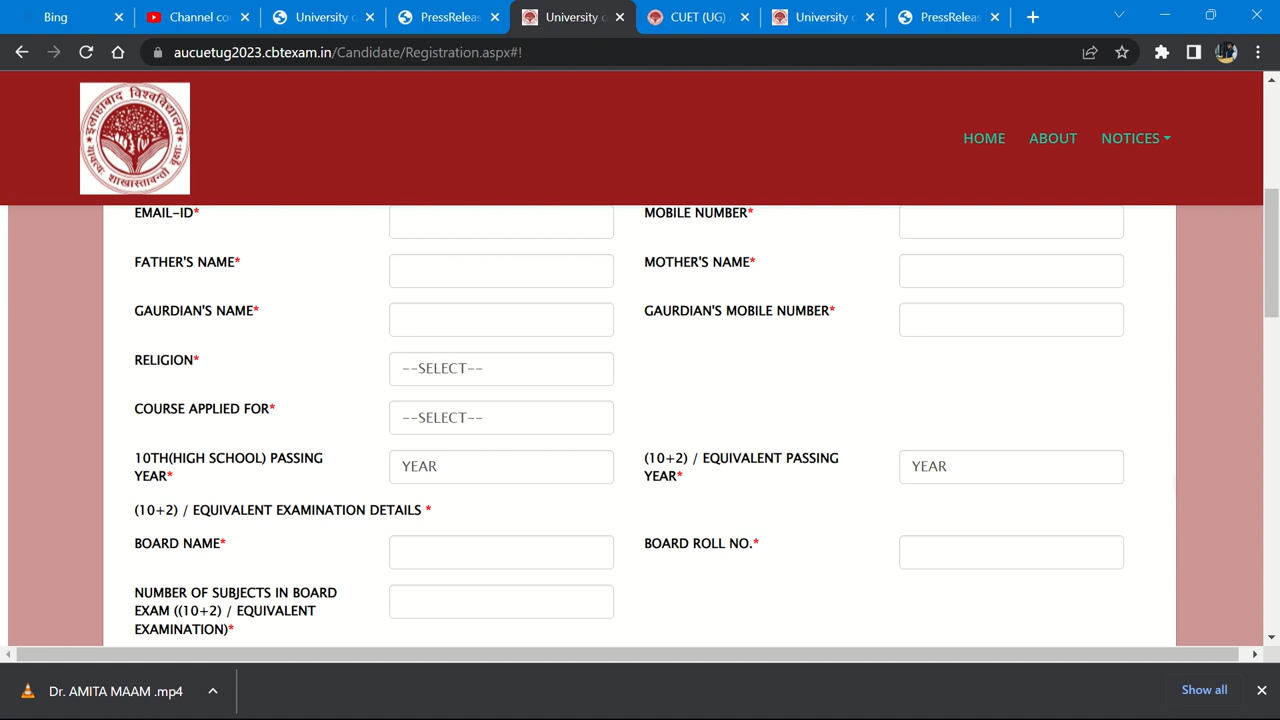 Bing
Channel co
University o
PressReleas
University o
CUET (UG) A
University o
PressReleas
aucuetug2023.cbtexam.in/Candidate/Registration.aspx#!
इलाहाबाद विश्वविद्यालय
HOME ABOUT NOTICES
EMAIL-ID* MOBILE NUMBER*
FATHER'S NAME* MOTHER'S NAME*
GAURDIAN'S NAME* GAURDIAN'S MOBILE NUMBER*
RELIGION* --SELECT--
COURSE APPLIED FOR* --SELECT--
10TH(HIGH SCHOOL) PASSING YEAR (10+2) / EQUIVALENT PASSING YEAR
YEAR* YEAR*
(10+2) / EQUIVALENT EXAMINATION DETAILS *
BOARD NAME* BOARD ROLL NO.*
NUMBER OF SUBJECTS IN BOARD
EXAM ((10+2) / EQUIVALENT
EXAMINATION)*
Dr. AMITA MAAM .mp4 Show all